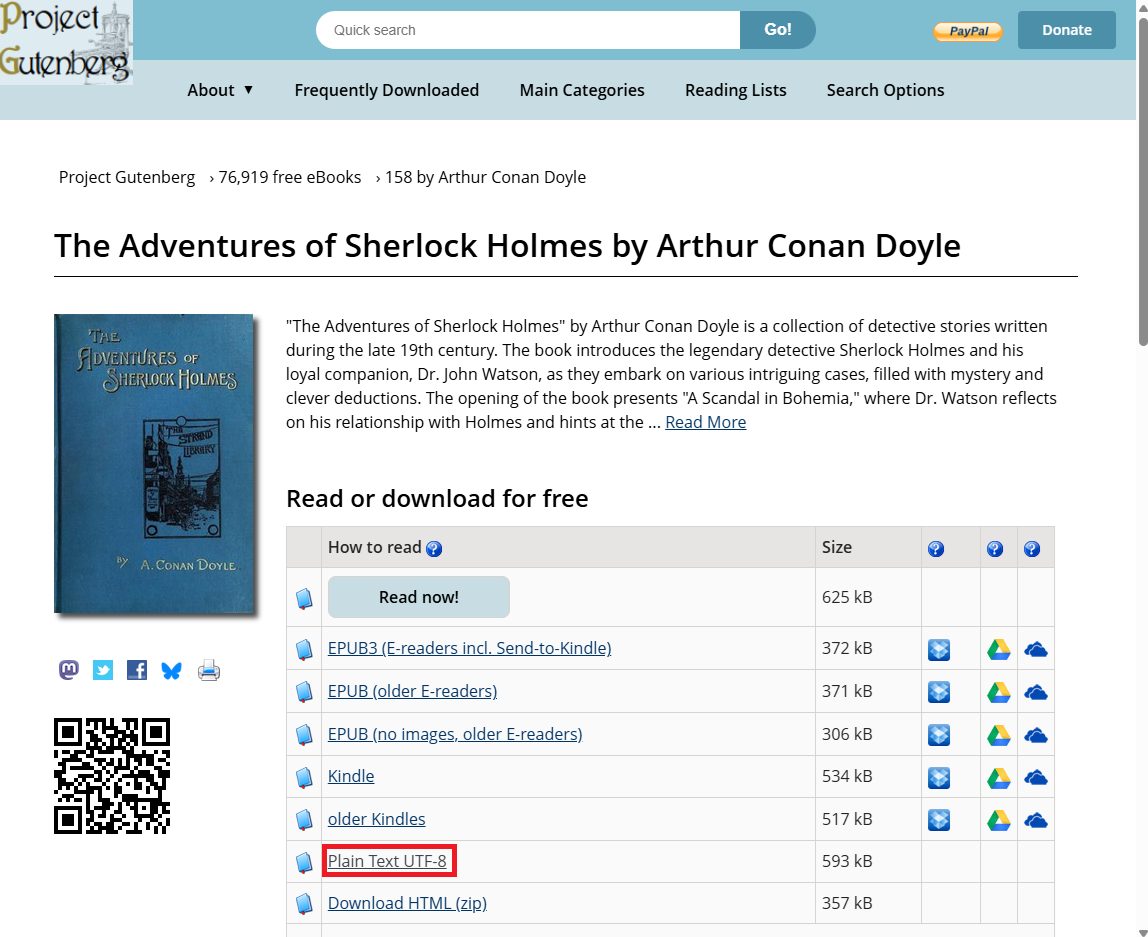 Project
Gutenberg
Quick search
Go!
PayPal
Donate
About ▼
Frequently Downloaded
Main Categories
Reading Lists
Search Options
Project Gutenberg › 76,919 free eBooks › 158 by Arthur Conan Doyle
The Adventures of Sherlock Holmes by Arthur Conan Doyle
THE
ADVENTURES OF
SHERLOCK HOLMES
THE STRAND
LIBRARY
BY A. CONAN DOYLE
"The Adventures of Sherlock Holmes" by Arthur Conan Doyle is a collection of detective stories written
during the late 19th century. The book introduces the legendary detective Sherlock Holmes and his
loyal companion, Dr. John Watson, as they embark on various intriguing cases, filled with mystery and
clever deductions. The opening of the book presents "A Scandal in Bohemia," where Dr. Watson reflects
on his relationship with Holmes and hints at the ... Read More
Read or download for free
How to read ? Size ? ? ?
Read now! 625 kB
EPUB3 (E-readers incl. Send-to-Kindle) 372 kB
EPUB (older E-readers) 371 kB
EPUB (no images, older E-readers) 306 kB
Kindle 534 kB
older Kindles 517 kB
Plain Text UTF-8 593 kB
Download HTML (zip) 357 kB